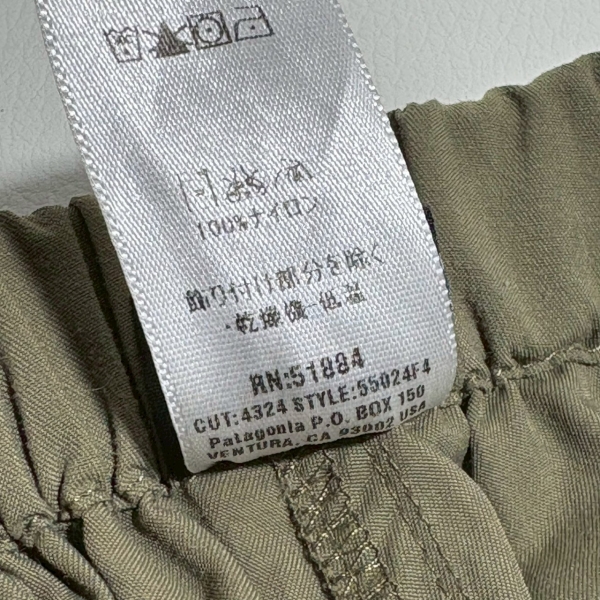 100%ナイロン
飾り付け部分を除く
・乾燥機-低温
RN:51884
CUT:4324 STYLE:55024F4
Patagonia P.O. BOX 150
VENTURA, CA 93002 USA